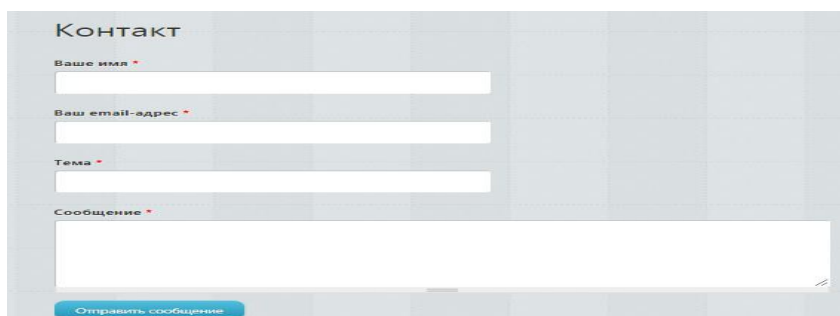 Контакт
Ваше имя *
Ваш email-адрес *
Тема *
Сообщение *
Отправить сообщение